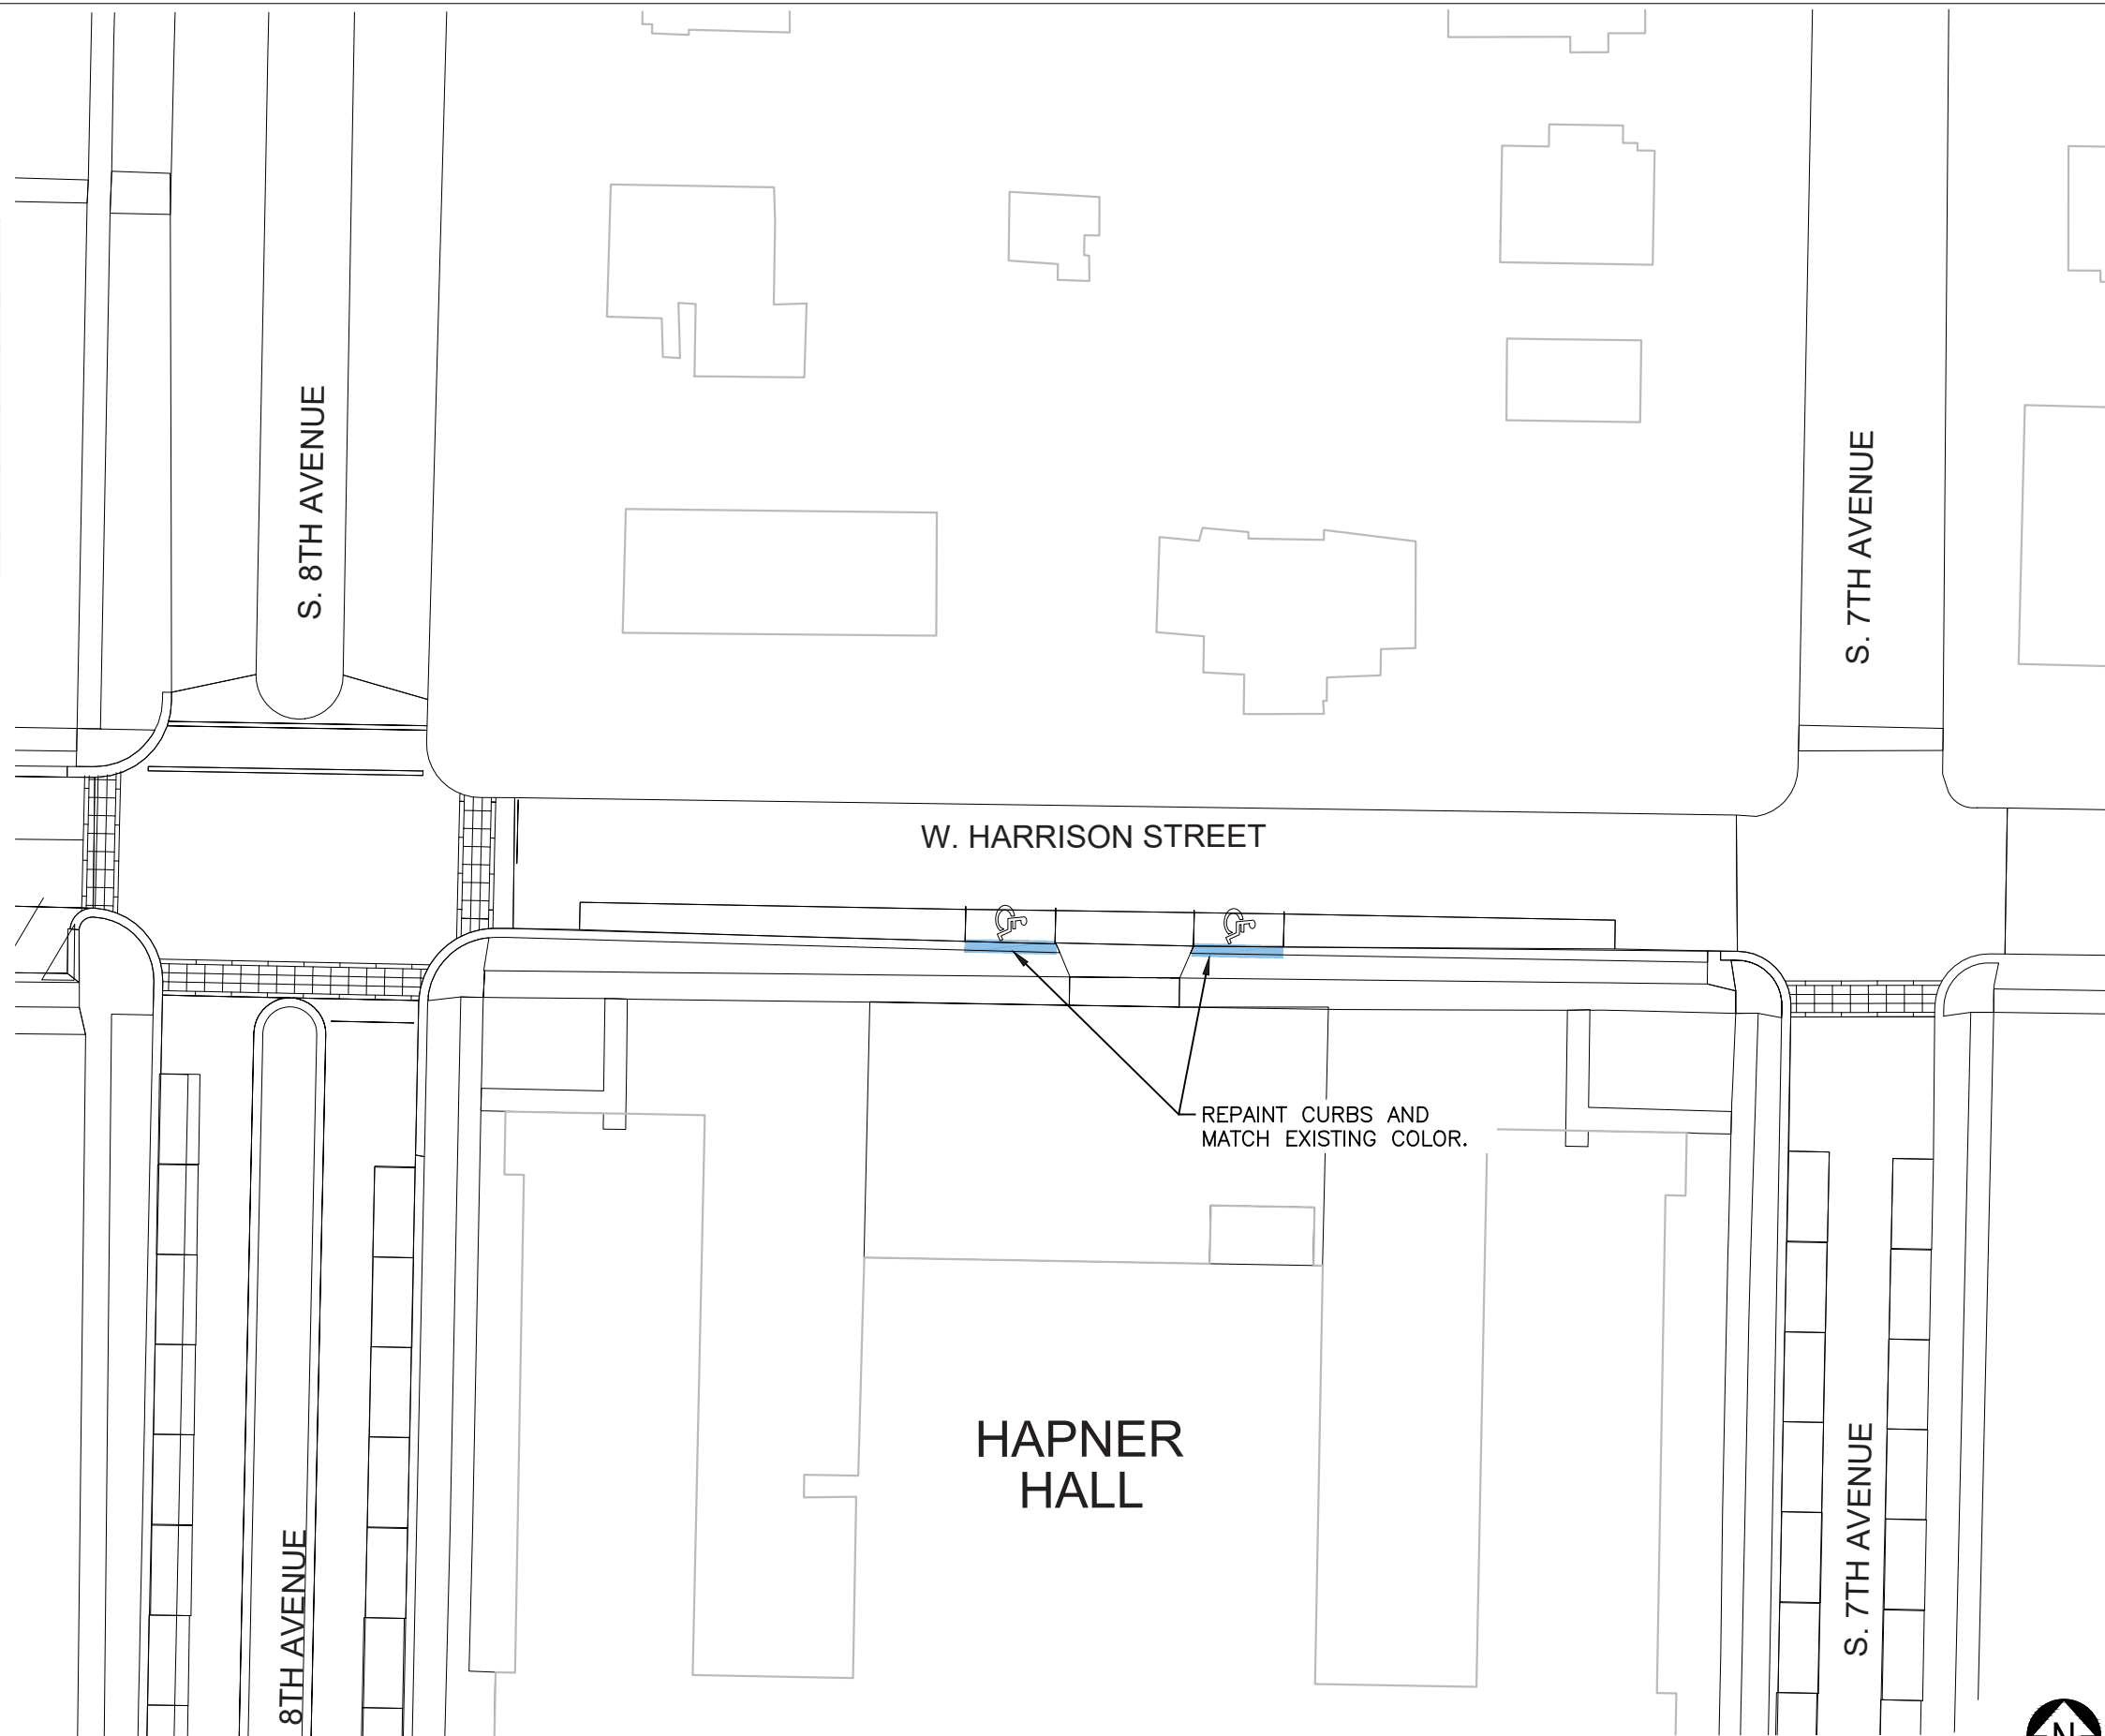 S. 8TH AVENUE
S. 7TH AVENUE
W. HARRISON STREET
REPAINT CURBS AND
MATCH EXISTING COLOR.
HAPNER
HALL
8TH AVENUE
S. 7TH AVENUE
N